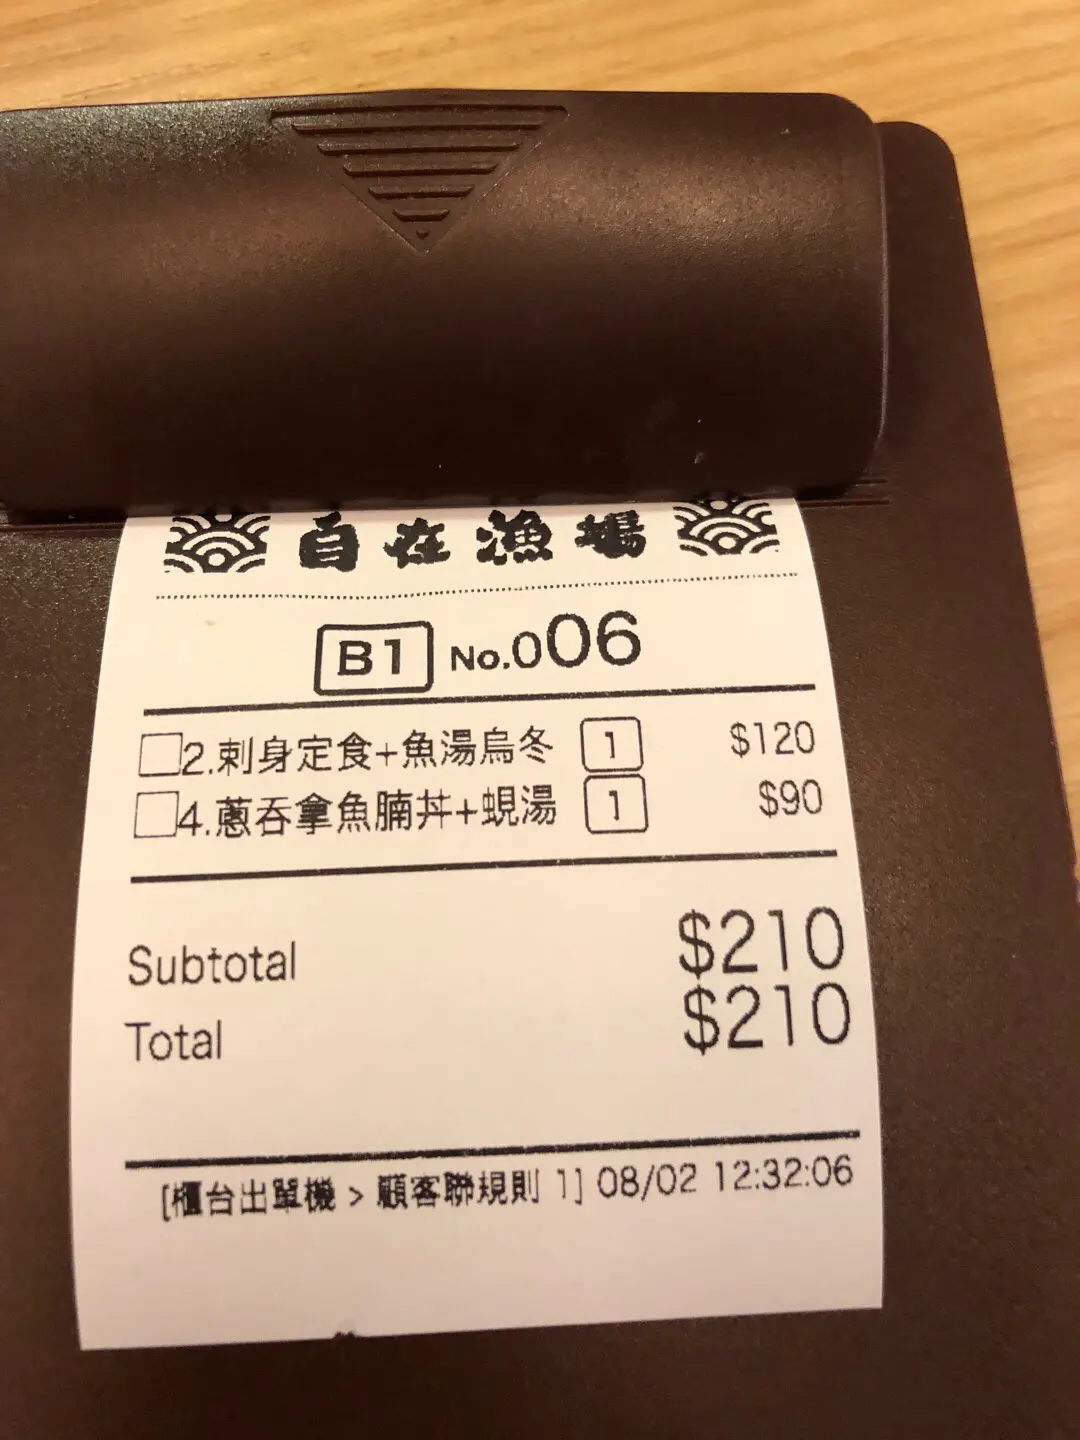 自在漁場
B1 No.006
2.刺身定食+魚湯烏冬 1 $120
4.蔥吞拿魚腩丼+蜆湯 1 $90
Subtotal $210
Total $210
[櫃台出單機 > 顧客聯規則 1] 08/02 12:32:06